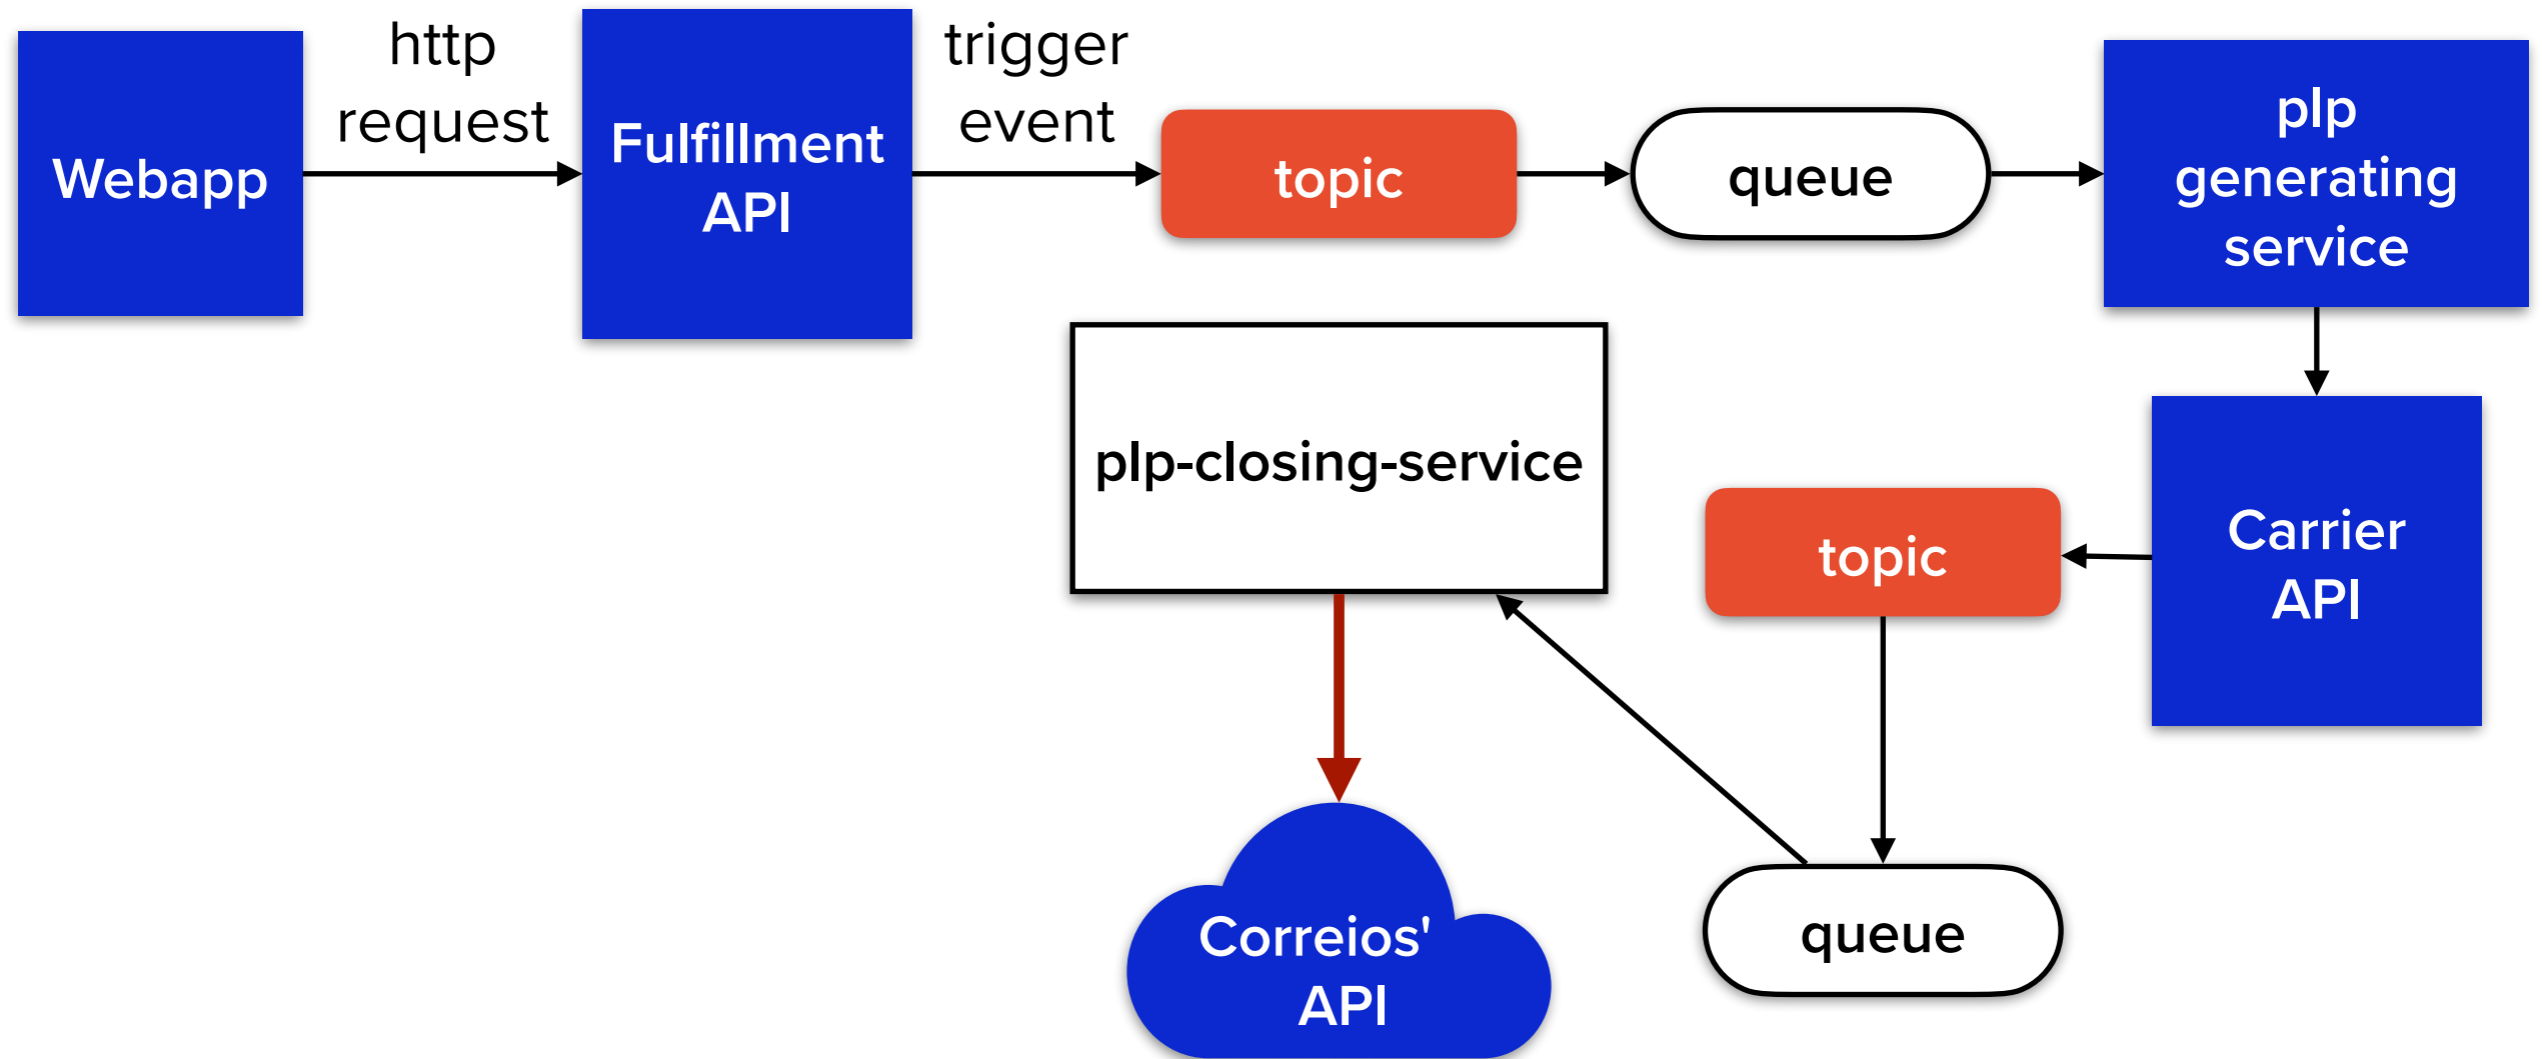 http
request
trigger
event
Webapp
Fulfillment
API
topic
queue
plp
generating
service
plp-closing-service
topic
Carrier
API
Correios'
API
queue